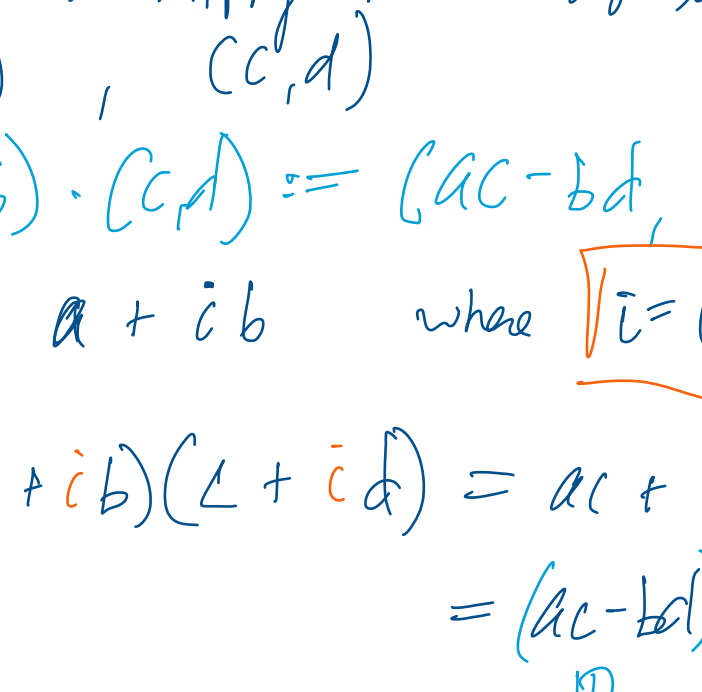 , (c,d)
) · (c,d) := (ac - bd,
a + i b where i = (
+ i b)(c + i d) = ac +
= (ac - bd)